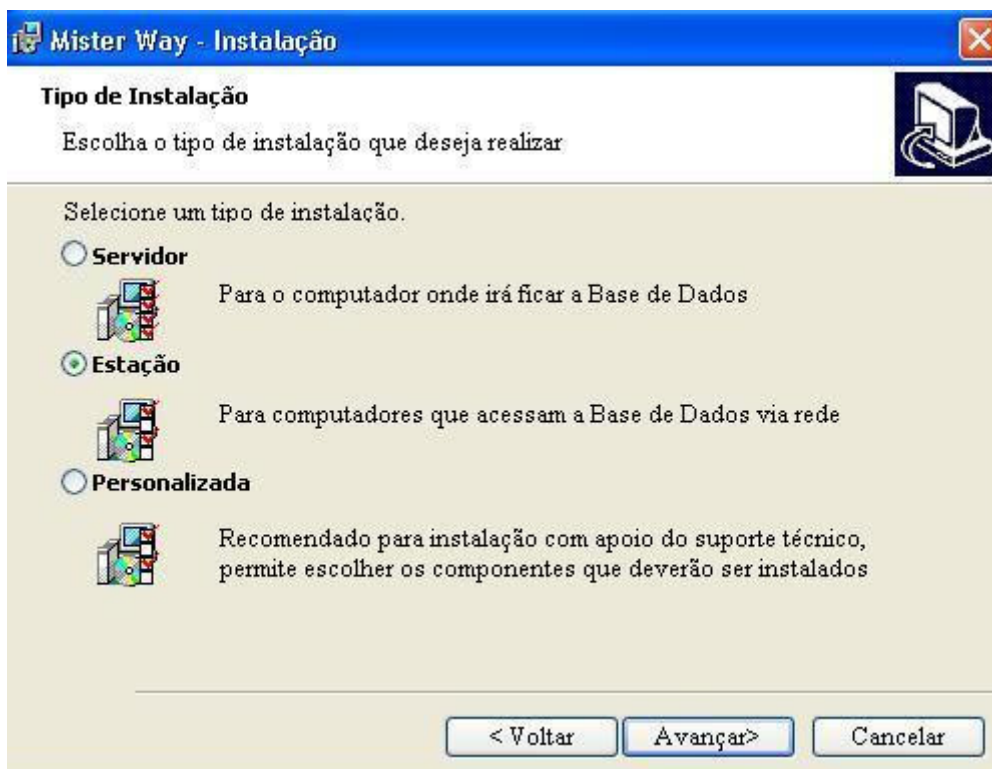 Mister Way - Instalação
Tipo de Instalação
Escolha o tipo de instalação que deseja realizar
Selecione um tipo de instalação.
Servidor
Para o computador onde irá ficar a Base de Dados
Estação
Para computadores que acessam a Base de Dados via rede
Personalizada
Recomendado para instalação com apoio do suporte técnico,
permite escolher os componentes que deverão ser instalados
< Voltar
Avançar>
Cancelar